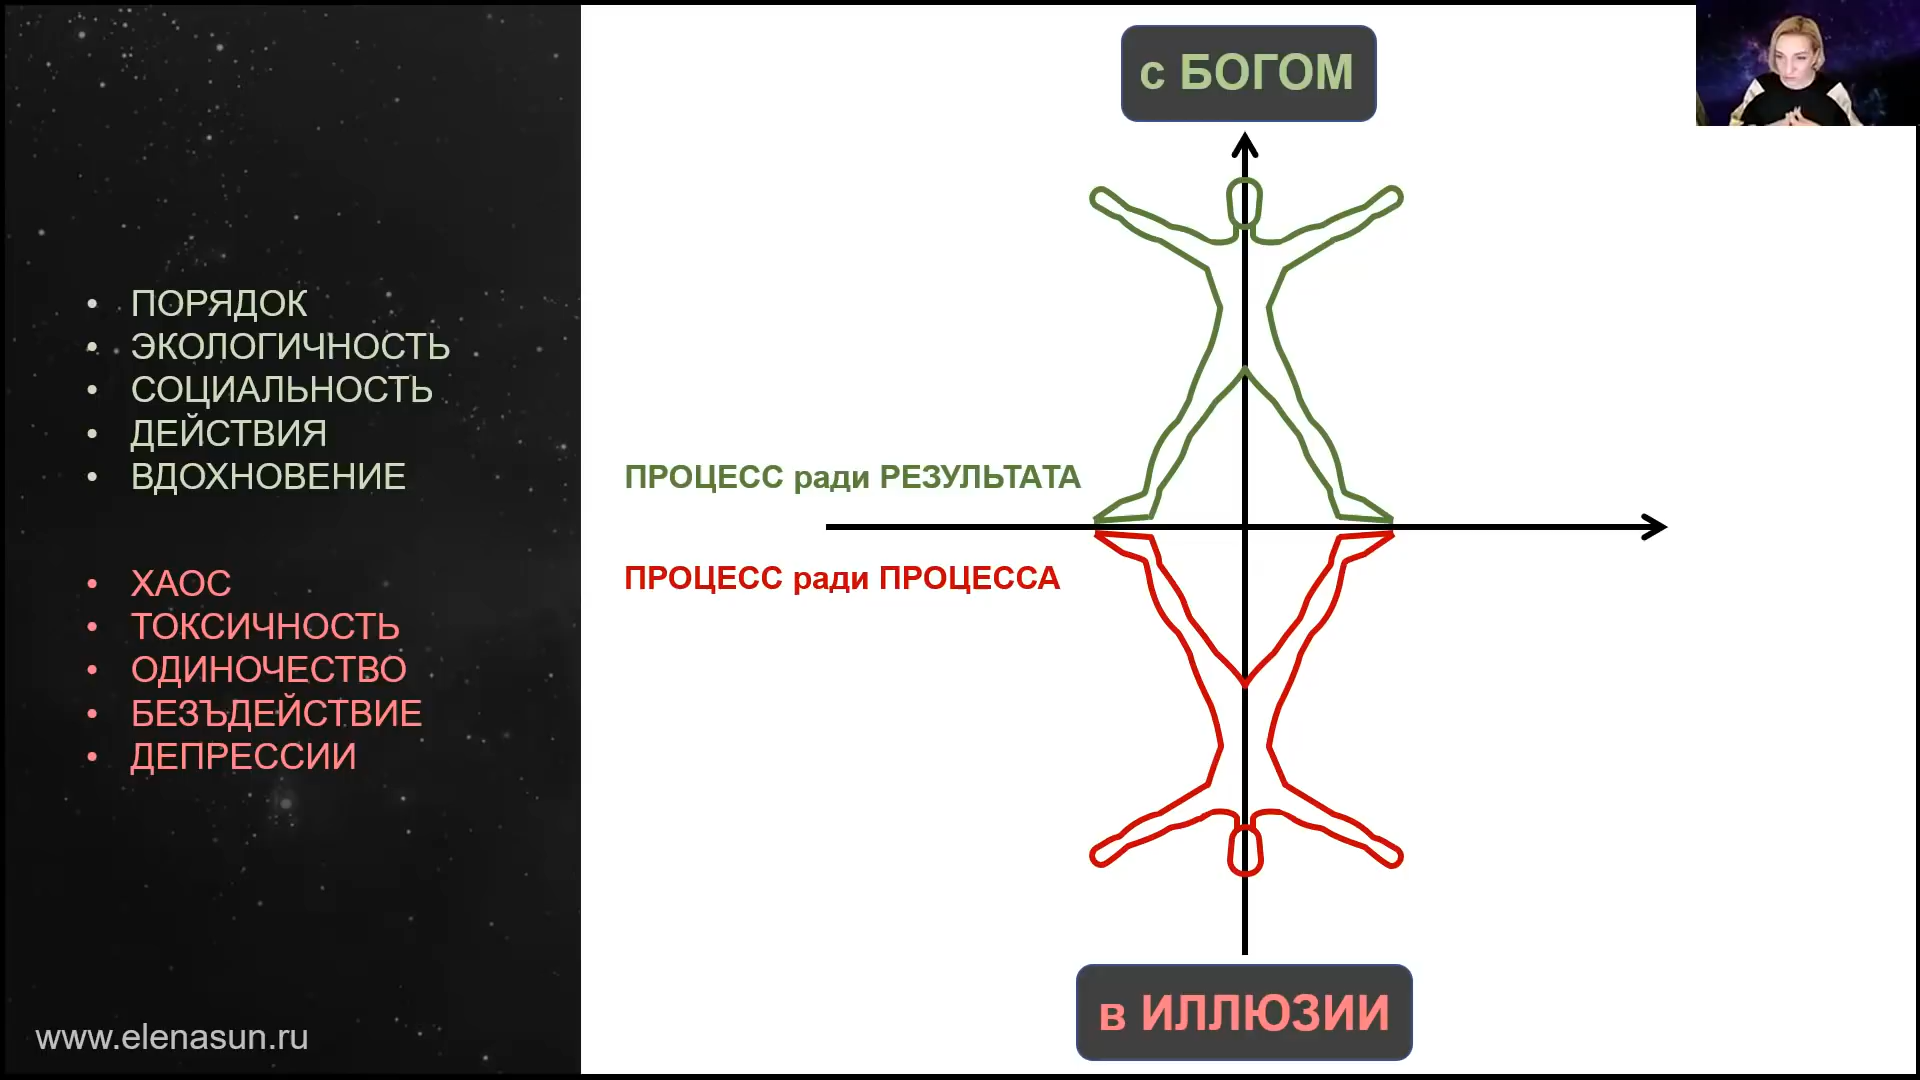 с БОГОМ
ПОРЯДОК
ЭКОЛОГИЧНОСТЬ
СОЦИАЛЬНОСТЬ
ДЕЙСТВИЯ
ВДОХНОВЕНИЕ
ПРОЦЕСС ради РЕЗУЛЬТАТА
ПРОЦЕСС ради ПРОЦЕССА
ХАОС
ТОКСИЧНОСТЬ
ОДИНОЧЕСТВО
БЕЗЪДЕЙСТВИЕ
ДЕПРЕССИИ
в ИЛЛЮЗИИ
www.elenasun.ru